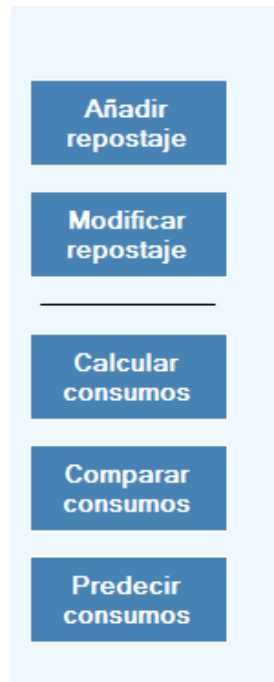 Añadir
repostaje
Modificar
repostaje
Calcular
consumos
Comparar
consumos
Predecir
consumos